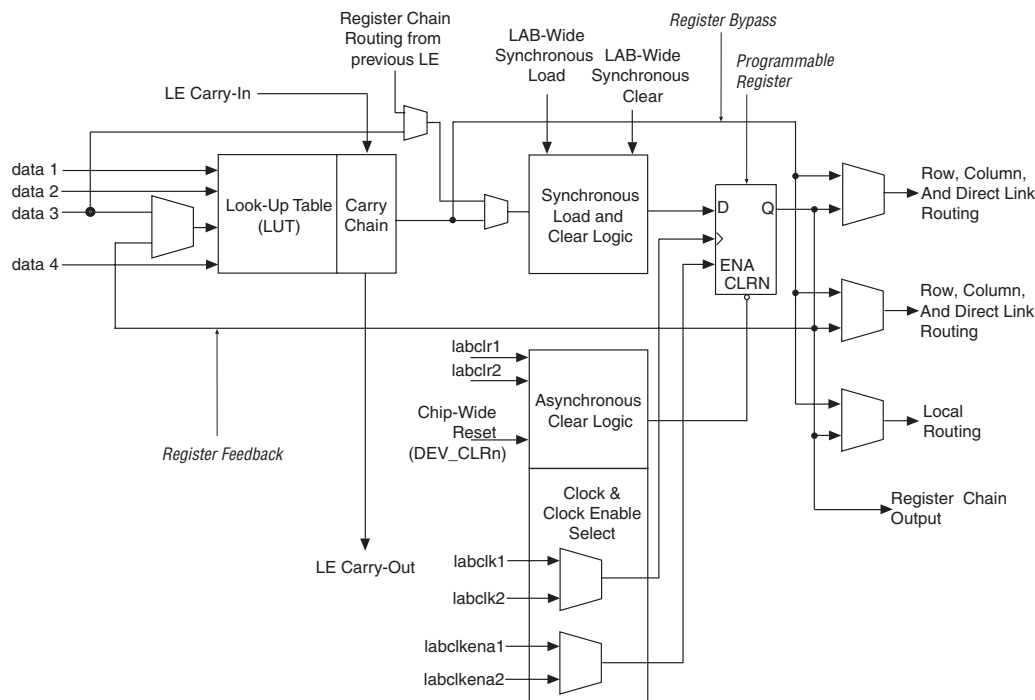 Register Chain
Routing from
previous LE
Register Bypass
LAB-Wide
Synchronous
Load
LAB-Wide
Synchronous
Clear
Programmable
Register
LE Carry-In
data 1
data 2
data 3
data 4
Look-Up Table
(LUT)
Carry
Chain
Synchronous
Load and
Clear Logic
D
Q
ENA
CLRN
Row, Column,
And Direct Link
Routing
Row, Column,
And Direct Link
Routing
labclr1
labclr2
Chip-Wide
Reset
(DEV_CLRn)
Asynchronous
Clear Logic
Local
Routing
Register Feedback
Clock &
Clock Enable
Select
Register Chain
Output
LE Carry-Out
labclk1
labclk2
labclkena1
labclkena2